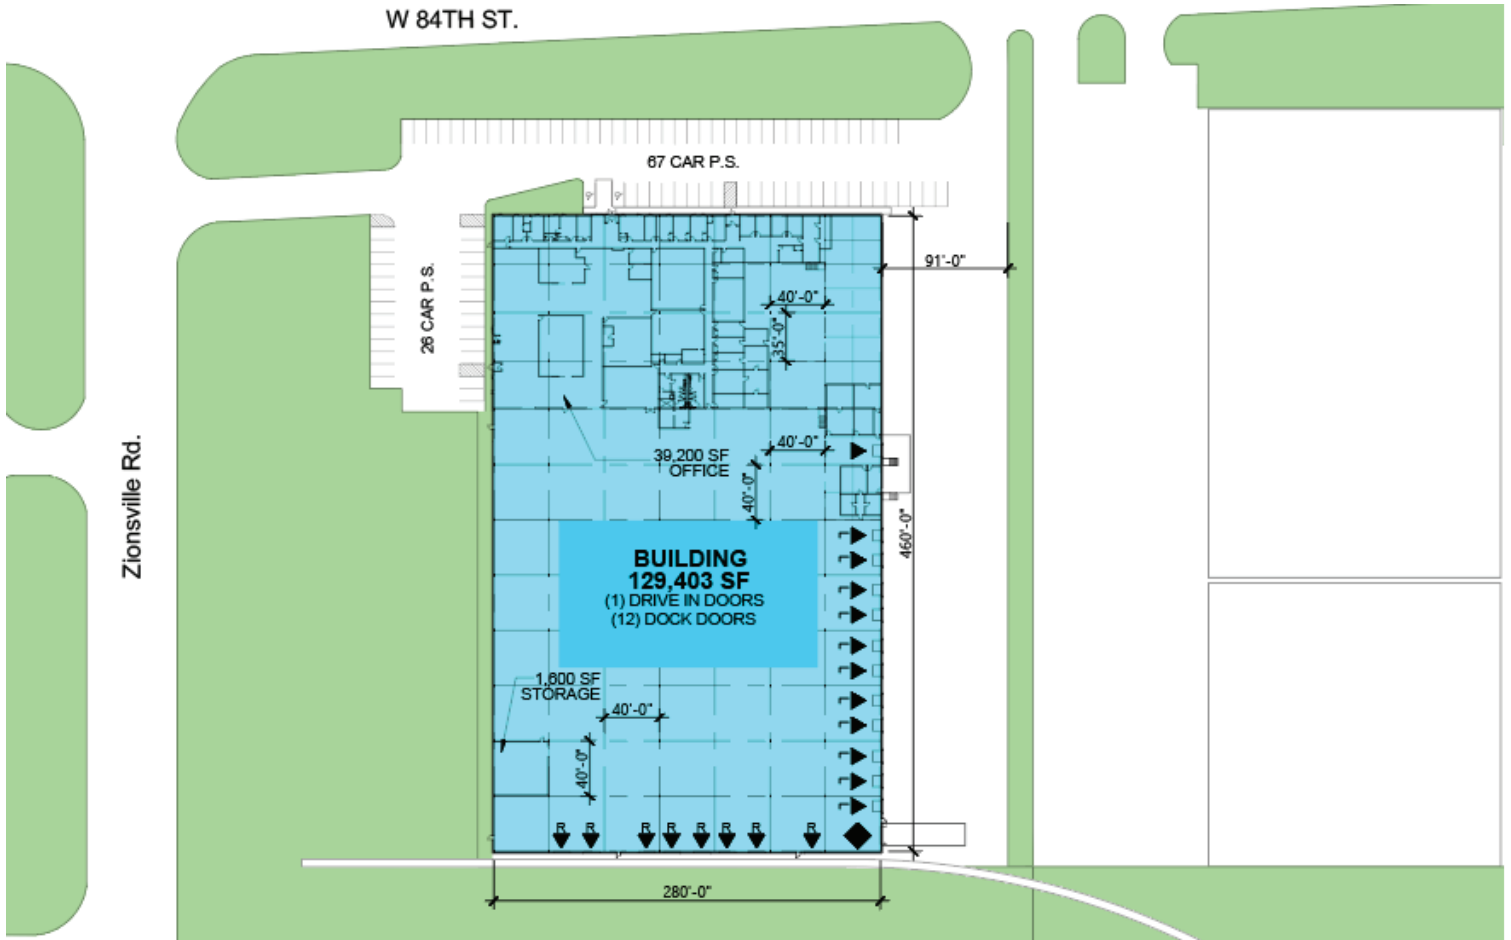 W 84TH ST.
67 CAR P.S.
26 CAR P.S.
91'-0"
40'-0"
35'-0"
Zionsville Rd.
39,200 SF
OFFICE
40'-0"
40'-0"
460'-0"
BUILDING
129,403 SF
(1) DRIVE IN DOORS
(12) DOCK DOORS
1,600 SF
STORAGE
40'-0"
40'-0"
R R R R R R R R
280'-0"